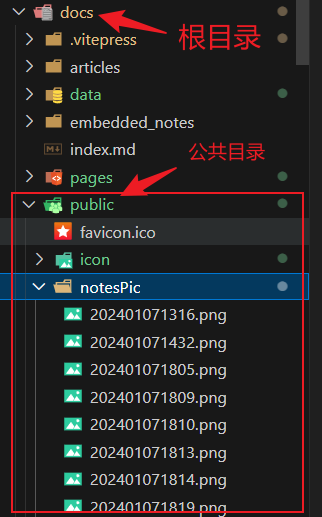 docs
根目录
.vitepress
articles
data
embedded_notes
index.md
公共目录
pages
public
favicon.ico
icon
notesPic
202401071316.png
202401071432.png
202401071805.png
202401071809.png
202401071810.png
202401071813.png
202401071814.png
202401071819.png